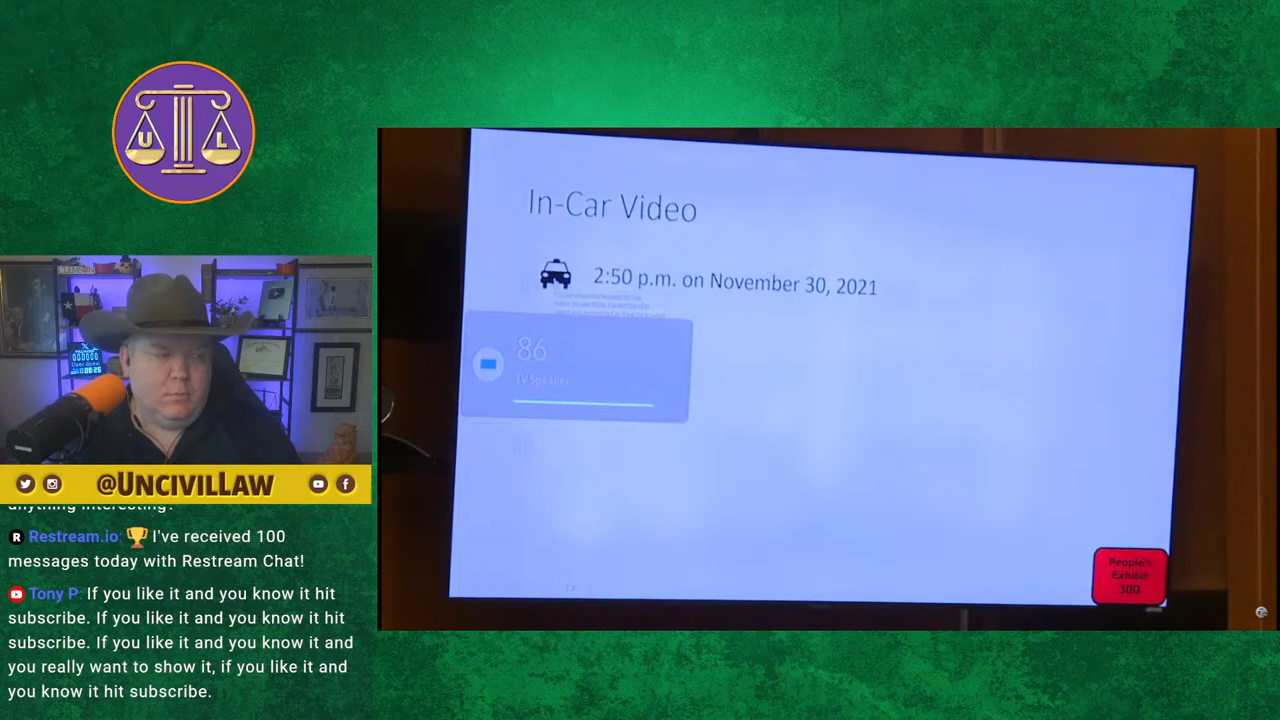 U L
@UNCIVILLAW
anything interesting?
Restream.io: 🏆 I've received 100
messages today with Restream Chat!
Tony P: If you like it and you know it hit
subscribe. If you like it and you know it hit
subscribe. If you like it and you know it and
you really want to show it, if you like it and
you know it hit subscribe.
In-Car Video
2:50 p.m. on November 30, 2021
86
TV Speaker
People's
Exhibit
300